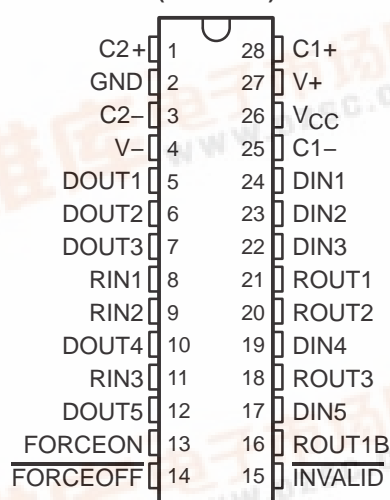 C2+ 1 28 C1+
GND 2 27 V+
C2− 3 26 VCC
V− 4 25 C1−
DOUT1 5 24 DIN1
DOUT2 6 23 DIN2
DOUT3 7 22 DIN3
RIN1 8 21 ROUT1
RIN2 9 20 ROUT2
DOUT4 10 19 DIN4
RIN3 11 18 ROUT3
DOUT5 12 17 DIN5
FORCEON 13 16 ROUT1B
FORCEOFF 14 15 INVALID